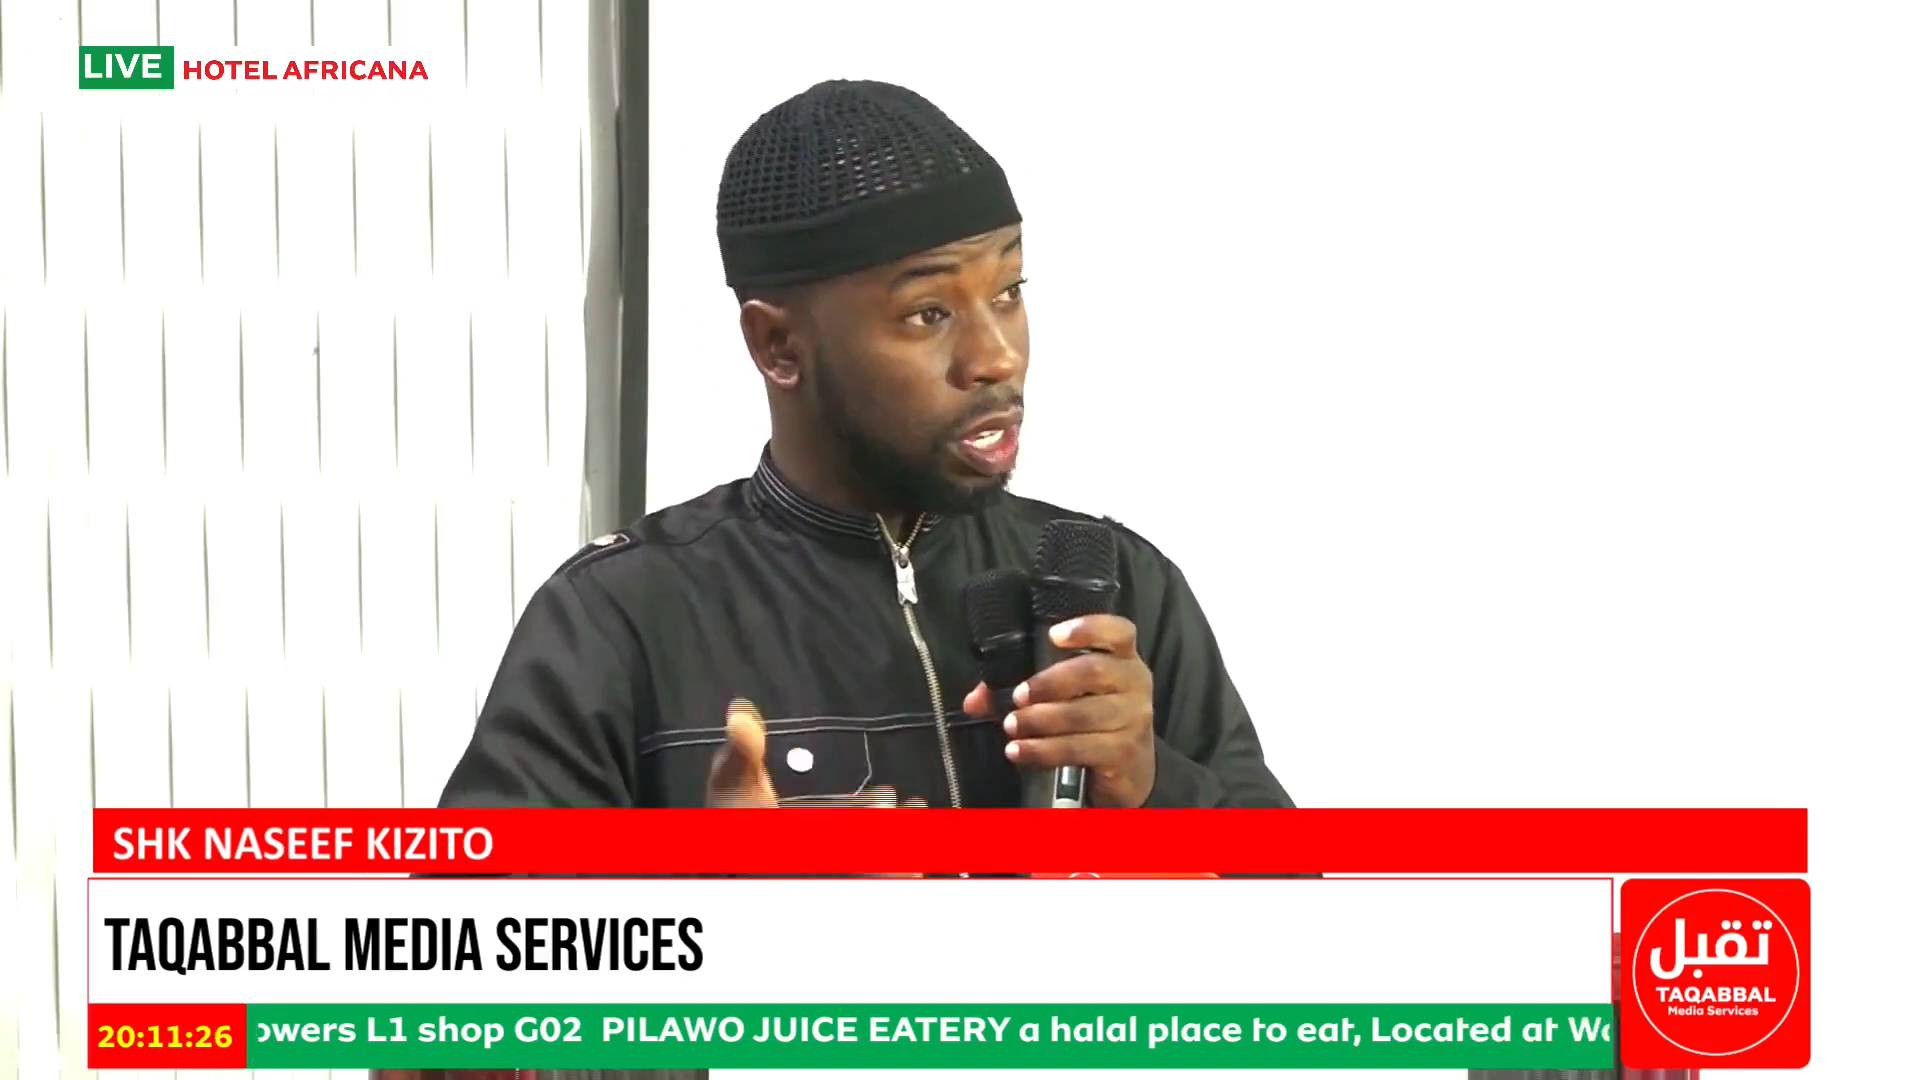 LIVE HOTEL AFRICANA
SHK NASEEF KIZITO
TAQABBAL MEDIA SERVICES
تقبل
TAQABBAL
Media Services
20:11:26 L1 shop G02 PILAWO JUICE EATERY a halal place to eat, Located at